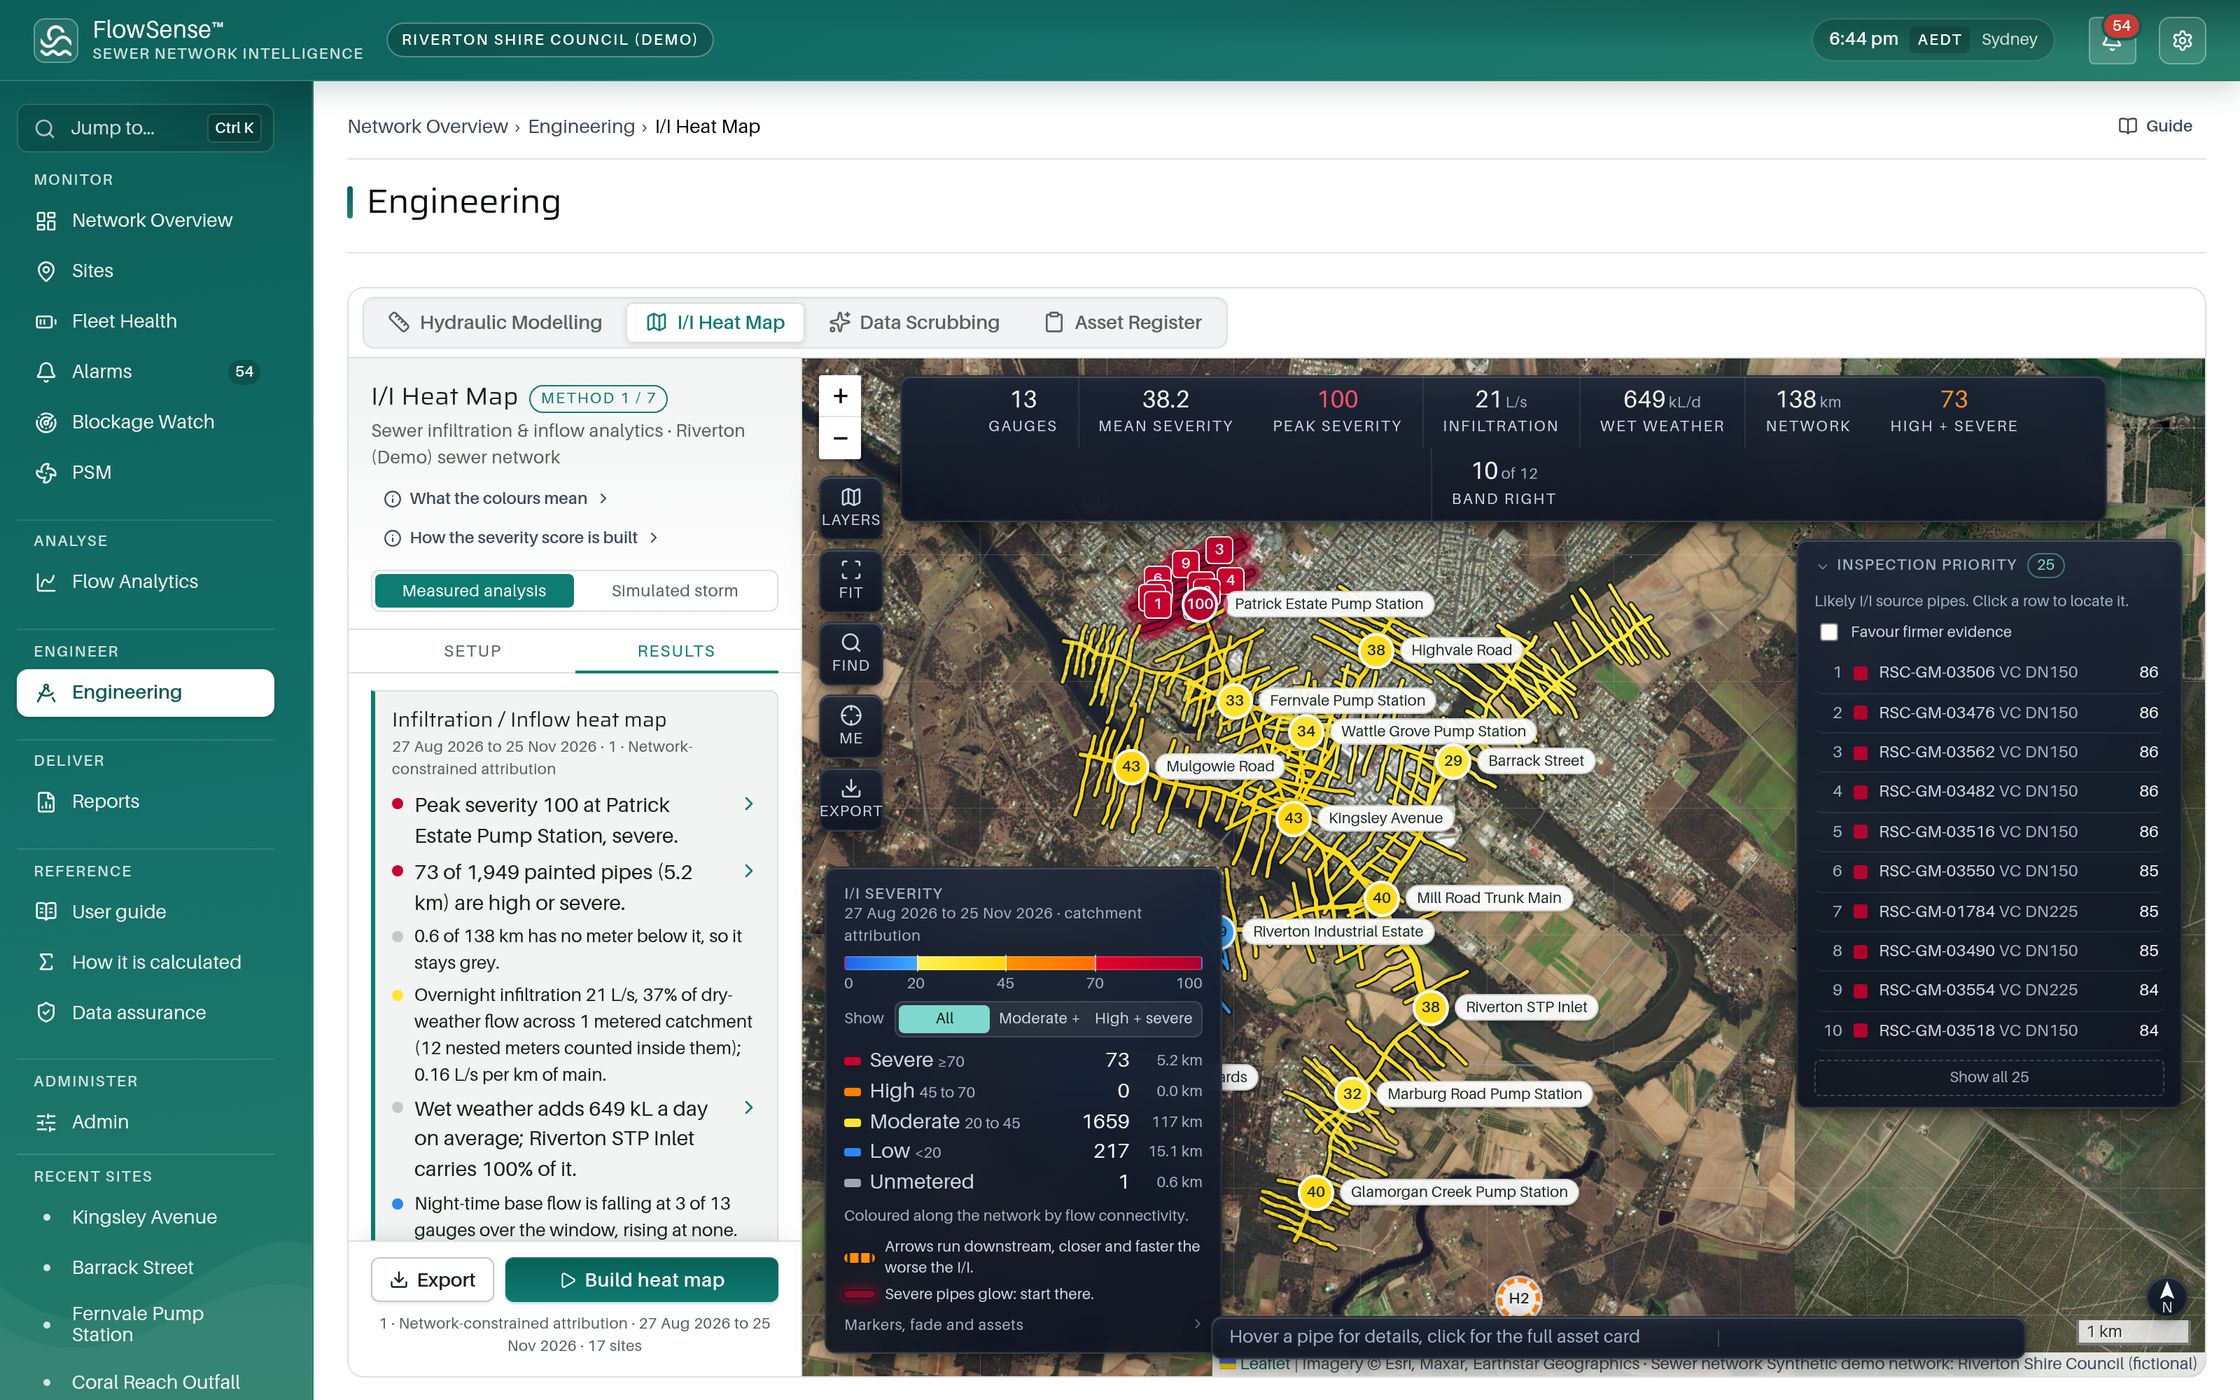 FlowSense™
SEWER NETWORK INTELLIGENCE
RIVERTON SHIRE COUNCIL (DEMO)
6:44 pm AEDT Sydney
54
Jump to... Ctrl K
MONITOR
Network Overview
Sites
Fleet Health
Alarms 54
Blockage Watch
PSM
ANALYSE
Flow Analytics
ENGINEER
Engineering
DELIVER
Reports
REFERENCE
User guide
How it is calculated
Data assurance
ADMINISTER
Admin
RECENT SITES
Kingsley Avenue
Barrack Street
Fernvale Pump
Station
Coral Reach Outfall
Network Overview › Engineering › I/I Heat Map
Guide
Engineering
Hydraulic Modelling
I/I Heat Map
Data Scrubbing
Asset Register
I/I Heat Map METHOD 1 / 7
Sewer infiltration & inflow analytics · Riverton
(Demo) sewer network
What the colours mean
How the severity score is built
Measured analysis
Simulated storm
SETUP
RESULTS
Infiltration / Inflow heat map
27 Aug 2026 to 25 Nov 2026 · 1 · Network-
constrained attribution
Peak severity 100 at Patrick
Estate Pump Station, severe.
73 of 1,949 painted pipes (5.2
km) are high or severe.
0.6 of 138 km has no meter below it, so it
stays grey.
Overnight infiltration 21 L/s, 37% of dry-
weather flow across 1 metered catchment
(12 nested meters counted inside them);
0.16 L/s per km of main.
Wet weather adds 649 kL a day
on average; Riverton STP Inlet
carries 100% of it.
Night-time base flow is falling at 3 of 13
gauges over the window, rising at none.
Export
Build heat map
1 · Network-constrained attribution · 27 Aug 2026 to 25
Nov 2026 · 17 sites
+
−
LAYERS
FIT
FIND
ME
EXPORT
13
GAUGES
38.2
MEAN SEVERITY
100
PEAK SEVERITY
21 L/s
INFILTRATION
649 kL/d
WET WEATHER
138 km
NETWORK
73
HIGH + SEVERE
10 of 12
BAND RIGHT
3
9
6
4
1
100 Patrick Estate Pump Station
38 Highvale Road
33 Fernvale Pump Station
34 Wattle Grove Pump Station
29 Barrack Street
43 Mulgowie Road
43 Kingsley Avenue
40 Mill Road Trunk Main
Riverton Industrial Estate
38 Riverton STP Inlet
32 Marburg Road Pump Station
40 Glamorgan Creek Pump Station
H2
I/I SEVERITY
27 Aug 2026 to 25 Nov 2026 · catchment
attribution
0 20 45 70 100
Show All Moderate + High + severe
Severe ≥70 73 5.2 km
High 45 to 70 0 0.0 km
Moderate 20 to 45 1659 117 km
Low <20 217 15.1 km
Unmetered 1 0.6 km
Coloured along the network by flow connectivity.
Arrows run downstream, closer and faster the
worse the I/I.
Severe pipes glow: start there.
Markers, fade and assets
INSPECTION PRIORITY 25
Likely I/I source pipes. Click a row to locate it.
Favour firmer evidence
1 RSC-GM-03506 VC DN150 86
2 RSC-GM-03476 VC DN150 86
3 RSC-GM-03562 VC DN150 86
4 RSC-GM-03482 VC DN150 86
5 RSC-GM-03516 VC DN150 86
6 RSC-GM-03550 VC DN150 85
7 RSC-GM-01784 VC DN225 85
8 RSC-GM-03490 VC DN150 85
9 RSC-GM-03554 VC DN225 84
10 RSC-GM-03518 VC DN150 84
Show all 25
N
1 km
Hover a pipe for details, click for the full asset card
Leaflet | Imagery © Esri, Maxar, Earthstar Geographics · Sewer network Synthetic demo network: Riverton Shire Council (fictional)